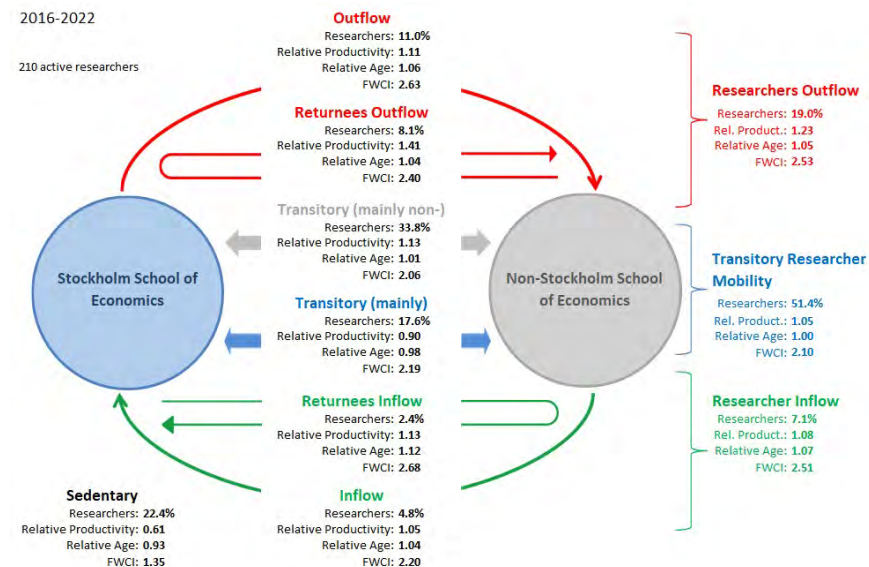 2016-2022
210 active researchers
Outflow
Researchers: 11.0%
Relative Productivity: 1.11
Relative Age: 1.06
FWCI: 2.63
Returnees Outflow
Researchers: 8.1%
Relative Productivity: 1.41
Relative Age: 1.04
FWCI: 2.40
Transitory (mainly non-)
Researchers: 33.8%
Relative Productivity: 1.13
Relative Age: 1.01
FWCI: 2.06
Stockholm School of
Economics
Non-Stockholm School
of Economics
Transitory (mainly)
Researchers: 17.6%
Relative Productivity: 0.90
Relative Age: 0.98
FWCI: 2.19
Returnees Inflow
Researchers: 2.4%
Relative Productivity: 1.13
Relative Age: 1.12
FWCI: 2.68
Inflow
Researchers: 4.8%
Relative Productivity: 1.05
Relative Age: 1.04
FWCI: 2.20
Sedentary
Researchers: 22.4%
Relative Productivity: 0.61
Relative Age: 0.93
FWCI: 1.35
Researchers Outflow
Researchers: 19.0%
Rel. Product.: 1.23
Relative Age: 1.05
FWCI: 2.53
Transitory Researcher
Mobility
Researchers: 51.4%
Rel. Product.: 1.05
Relative Age: 1.00
FWCI: 2.10
Researcher Inflow
Researchers: 7.1%
Rel. Product.: 1.08
Relative Age: 1.07
FWCI: 2.51